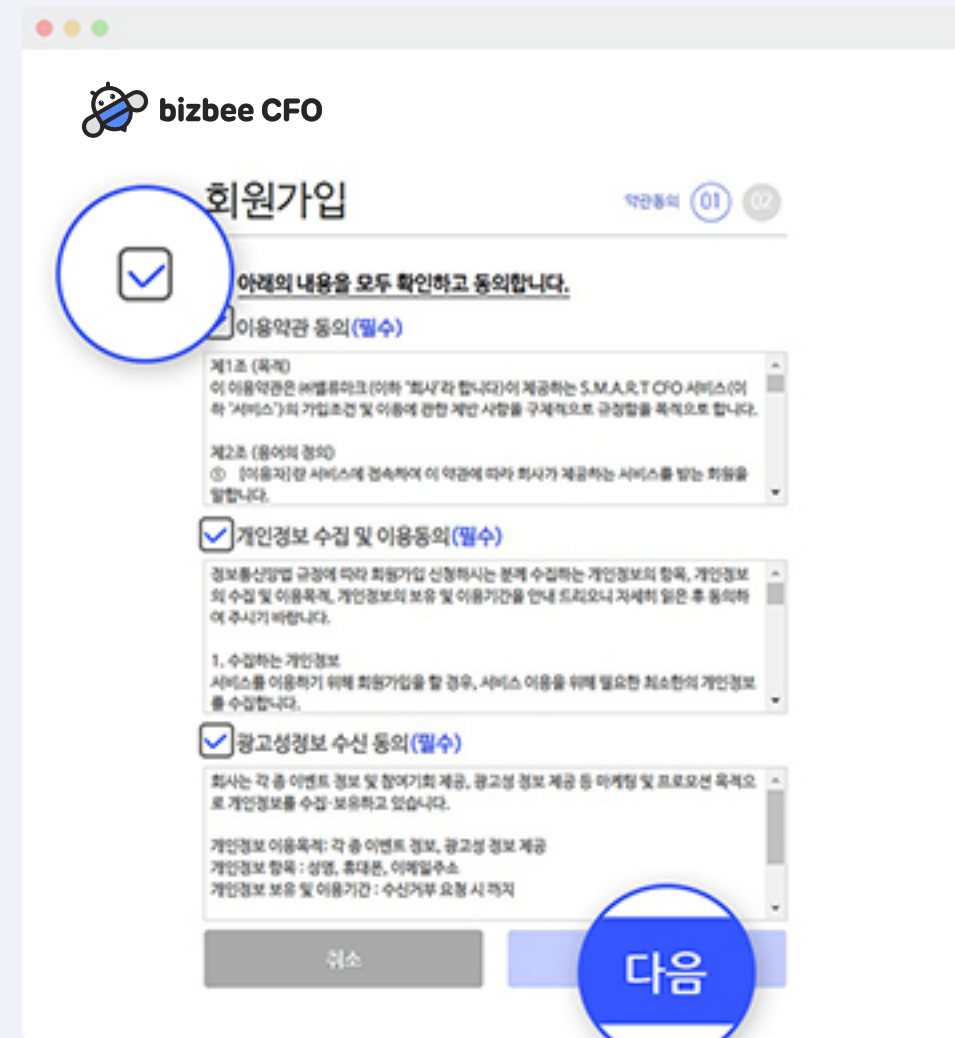 bizbee CFO
회원가입
약관동의 01 02
아래의 내용을 모두 확인하고 동의합니다.
이용약관 동의(필수)
제1조 (목적)
이 이용약관은 ㈜밸류마크(이하 "회사"라 합니다)이 제공하는 S.M.A.R.T CFO 서비스(이
하 "서비스")의 가입조건 및 이용에 관한 제반 사항을 구체적으로 규정함을 목적으로 합니다.
제2조 (용어의 정의)
① [이용자]란 서비스에 접속하여 이 약관에 따라 회사가 제공하는 서비스를 받는 회원을
말합니다.
개인정보 수집 및 이용동의(필수)
정보통신망법 규정에 따라 회원가입 신청하시는 분께 수집하는 개인정보의 항목, 개인정보
의 수집 및 이용목적, 개인정보의 보유 및 이용기간을 안내 드리오니 자세히 읽은 후 동의하
여 주시기 바랍니다.
1. 수집하는 개인정보
서비스를 이용하기 위해 회원가입을 할 경우, 서비스 이용을 위해 필요한 최소한의 개인정보
를 수집합니다.
광고성정보 수신 동의(필수)
회사는 각 종 이벤트 정보 및 참여기회 제공, 광고성 정보 제공 등 마케팅 및 프로모션 목적으
로 개인정보를 수집·보유하고 있습니다.
개인정보 이용목적: 각 종 이벤트 정보, 광고성 정보 제공
개인정보 항목 : 성명, 휴대폰, 이메일주소
개인정보 보유 및 이용기간 : 수신거부 요청 시 까지
취소
다음